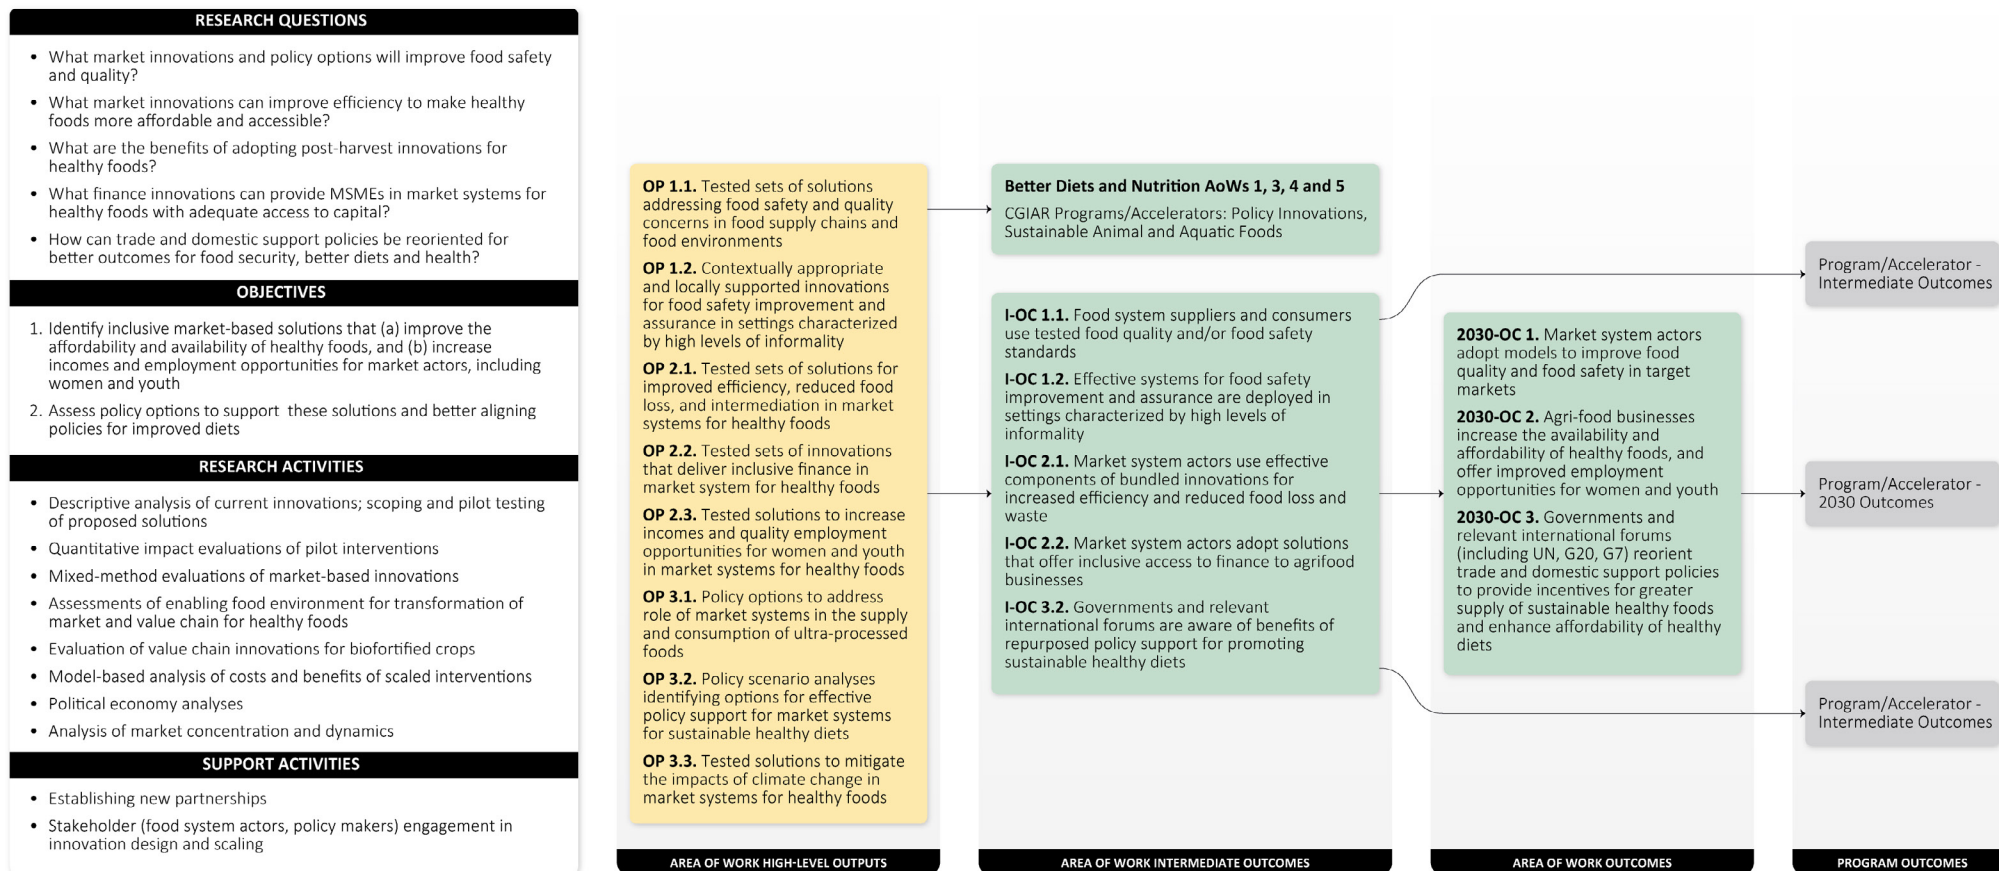 RESEARCH QUESTIONS
• What market innovations and policy options will improve food safety
and quality?
• What market innovations can improve efficiency to make healthy
foods more affordable and accessible?
• What are the benefits of adopting post-harvest innovations for
healthy foods?
• What finance innovations can provide MSMEs in market systems for
healthy foods with adequate access to capital?
• How can trade and domestic support policies be reoriented for
better outcomes for food security, better diets and health?
OBJECTIVES
1. Identify inclusive market-based solutions that (a) improve the
affordability and availability of healthy foods, and (b) increase
incomes and employment opportunities for market actors, including
women and youth
2. Assess policy options to support these solutions and better aligning
policies for improved diets
RESEARCH ACTIVITIES
• Descriptive analysis of current innovations; scoping and pilot testing
of proposed solutions
• Quantitative impact evaluations of pilot interventions
• Mixed-method evaluations of market-based innovations
• Assessments of enabling food environment for transformation of
market and value chain for healthy foods
• Evaluation of value chain innovations for biofortified crops
• Model-based analysis of costs and benefits of scaled interventions
• Political economy analyses
• Analysis of market concentration and dynamics
SUPPORT ACTIVITIES
• Establishing new partnerships
• Stakeholder (food system actors, policy makers) engagement in
innovation design and scaling
OP 1.1. Tested sets of solutions
addressing food safety and quality
concerns in food supply chains and
food environments
OP 1.2. Contextually appropriate
and locally supported innovations
for food safety improvement and
assurance in settings characterized
by high levels of informality
OP 2.1. Tested sets of solutions for
improved efficiency, reduced food
loss, and intermediation in market
systems for healthy foods
OP 2.2. Tested sets of innovations
that deliver inclusive finance in
market system for healthy foods
OP 2.3. Tested solutions to increase
incomes and quality employment
opportunities for women and youth
in market systems for healthy foods
OP 3.1. Policy options to address
role of market systems in the supply
and consumption of ultra-processed
foods
OP 3.2. Policy scenario analyses
identifying options for effective
policy support for market systems
for sustainable healthy diets
OP 3.3. Tested solutions to mitigate
the impacts of climate change in
market systems for healthy foods
AREA OF WORK HIGH-LEVEL OUTPUTS
Better Diets and Nutrition AoWs 1, 3, 4 and 5
CGIAR Programs/Accelerators: Policy Innovations,
Sustainable Animal and Aquatic Foods
I-OC 1.1. Food system suppliers and consumers
use tested food quality and/or food safety
standards
I-OC 1.2. Effective systems for food safety
improvement and assurance are deployed in
settings characterized by high levels of
informality
I-OC 2.1. Market system actors use effective
components of bundled innovations for
increased efficiency and reduced food loss and
waste
I-OC 2.2. Market system actors adopt solutions
that offer inclusive access to finance to agrifood
businesses
I-OC 3.2. Governments and relevant
international forums are aware of benefits of
repurposed policy support for promoting
sustainable healthy diets
AREA OF WORK INTERMEDIATE OUTCOMES
2030-OC 1. Market system actors
adopt models to improve food
quality and food safety in target
markets
2030-OC 2. Agri-food businesses
increase the availability and
affordability of healthy foods, and
offer improved employment
opportunities for women and youth
2030-OC 3. Governments and
relevant international forums
(including UN, G20, G7) reorient
trade and domestic support policies
to provide incentives for greater
supply of sustainable healthy foods
and enhance affordability of healthy
diets
AREA OF WORK OUTCOMES
Program/Accelerator -
Intermediate Outcomes
Program/Accelerator -
2030 Outcomes
Program/Accelerator -
Intermediate Outcomes
PROGRAM OUTCOMES